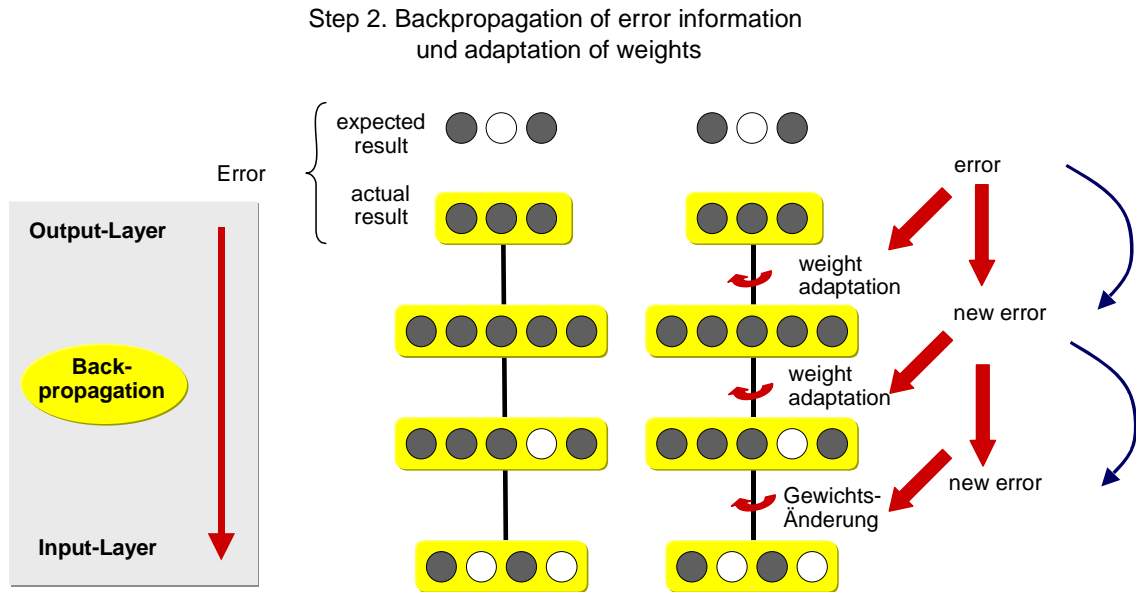 Step 2. Backpropagation of error information
und adaptation of weights
expected
result
Error
actual
result
Output-Layer
Back-
propagation
Input-Layer
error
weight
adaptation
new error
weight
adaptation
new error
Gewichts-
Änderung